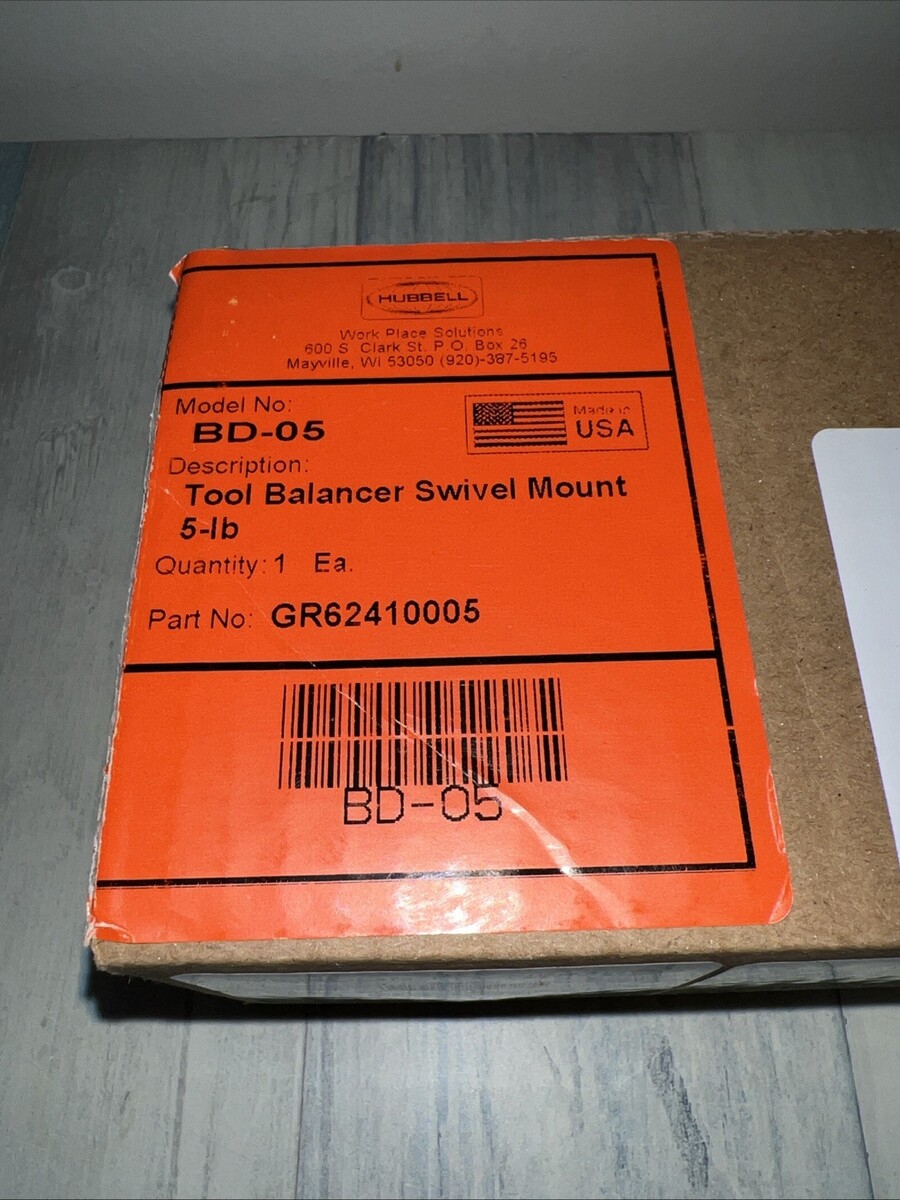 HUBBELL
Work Place Solutions
600 S. Clark St. P.O. Box 26
Mayville, WI 53050 (920)-387-5195
Model No:
BD-05
Made in
USA
Description:
Tool Balancer Swivel Mount
5-lb
Quantity: 1 Ea.
Part No: GR62410005
BD-05